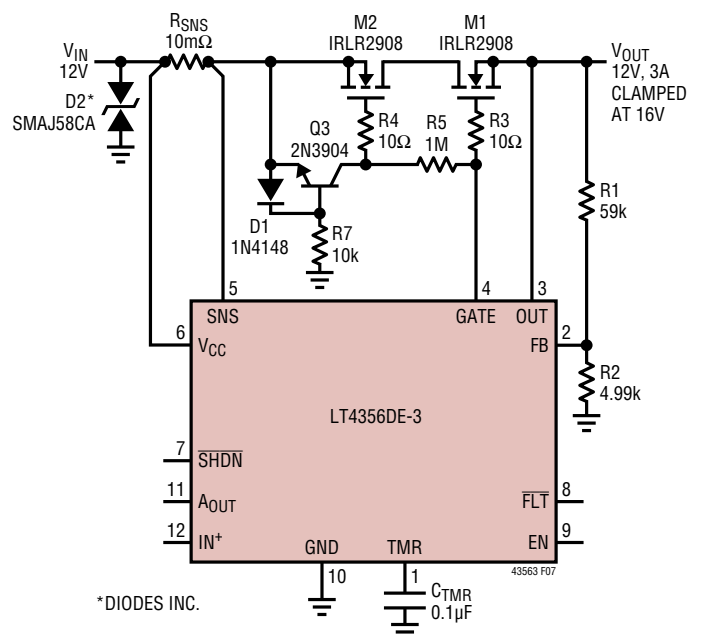 RSNS
10mΩ
M2
IRLR2908
M1
IRLR2908
VIN
12V
VOUT
12V, 3A
CLAMPED
AT 16V
D2*
SMAJ58CA
Q3
2N3904
R4
10Ω
R5
1M
R3
10Ω
R1
59k
D1
1N4148
R7
10k
5
4
3
SNS
GATE
OUT
6
VCC
2
FB
R2
4.99k
LT4356DE-3
7
SHDN
11
AOUT
FLT
8
12
IN+
EN
9
GND
TMR
43563 F07
10
1
CTMR
0.1µF
*DIODES INC.